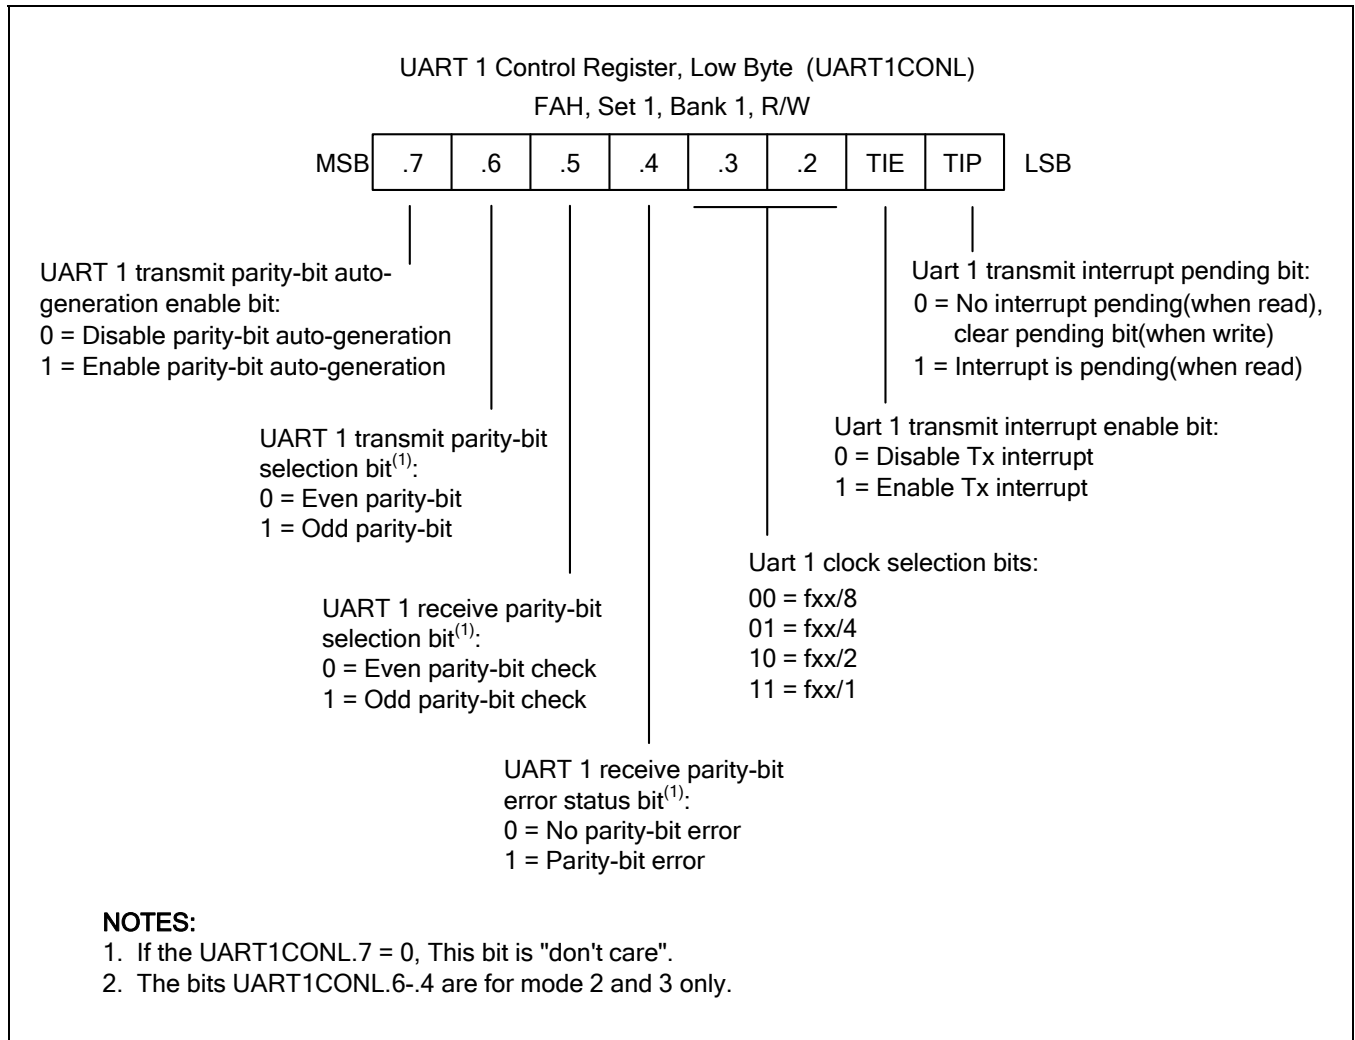 UART 1 Control Register, Low Byte (UART1CONL)
FAH, Set 1, Bank 1, R/W
MSB .7 .6 .5 .4 .3 .2 TIE TIP LSB
UART 1 transmit parity-bit auto-
generation enable bit:
0 = Disable parity-bit auto-generation
1 = Enable parity-bit auto-generation
Uart 1 transmit interrupt pending bit:
0 = No interrupt pending(when read),
clear pending bit(when write)
1 = Interrupt is pending(when read)
UART 1 transmit parity-bit
selection bit(1):
0 = Even parity-bit
1 = Odd parity-bit
Uart 1 transmit interrupt enable bit:
0 = Disable Tx interrupt
1 = Enable Tx interrupt
UART 1 receive parity-bit
selection bit(1):
0 = Even parity-bit check
1 = Odd parity-bit check
Uart 1 clock selection bits:
00 = fxx/8
01 = fxx/4
10 = fxx/2
11 = fxx/1
UART 1 receive parity-bit
error status bit(1):
0 = No parity-bit error
1 = Parity-bit error
NOTES:
1. If the UART1CONL.7 = 0, This bit is "don't care".
2. The bits UART1CONL.6-.4 are for mode 2 and 3 only.